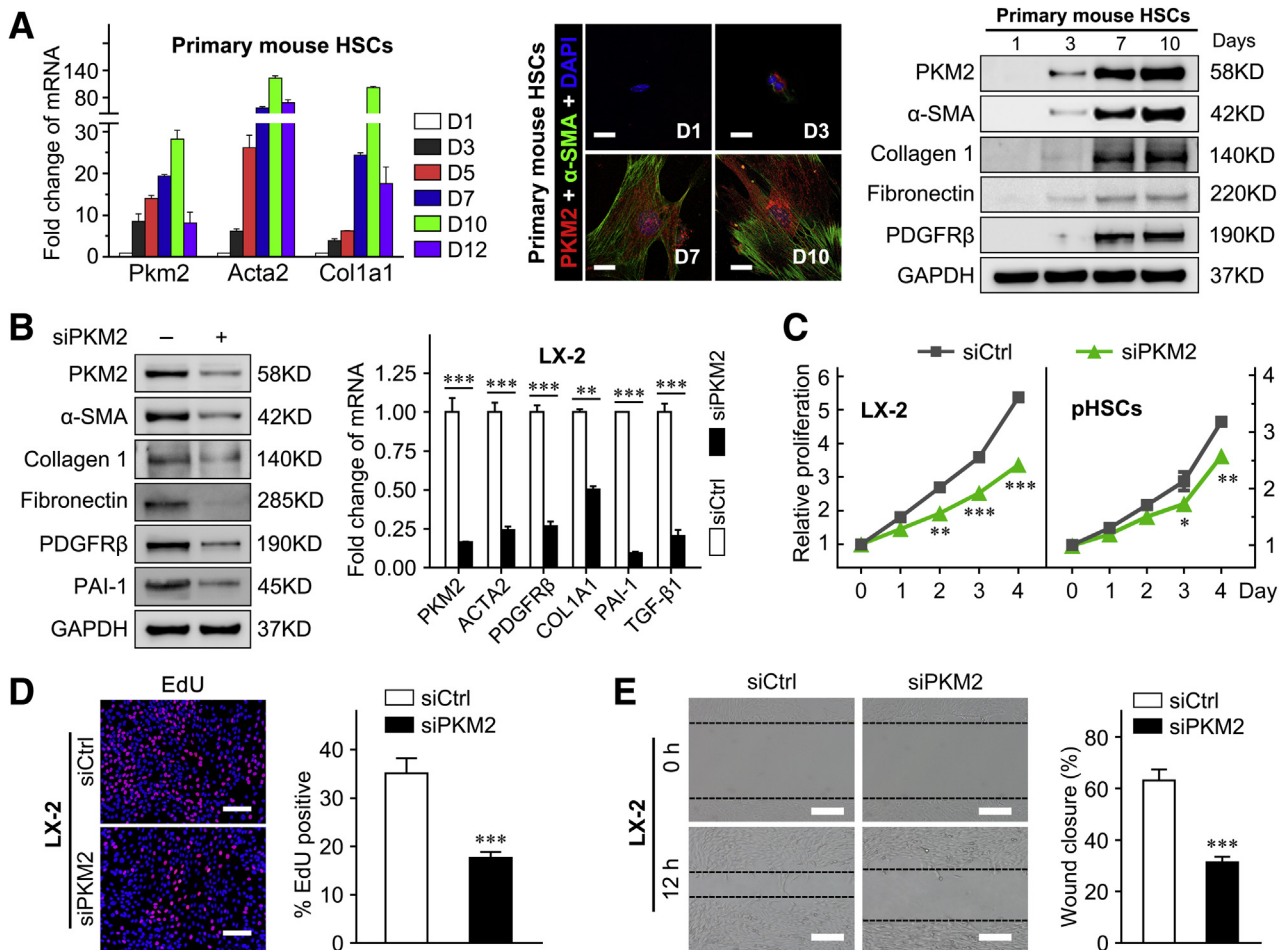 A
Primary mouse HSCs
Fold change of mRNA
140
80
30
20
10
0
Pkm2 Acta2 Col1a1
D1
D3
D5
D7
D10
D12
Primary mouse HSCs
PKM2 + α-SMA + DAPI
D1
D3
D7
D10
Primary mouse HSCs
1 3 7 10 Days
PKM2 58KD
α-SMA 42KD
Collagen 1 140KD
Fibronectin 220KD
PDGFRβ 190KD
GAPDH 37KD
B
siPKM2 – +
PKM2 58KD
α-SMA 42KD
Collagen 1 140KD
Fibronectin 285KD
PDGFRβ 190KD
PAI-1 45KD
GAPDH 37KD
LX-2
Fold change of mRNA
1.25
1.00
0.75
0.50
0.25
0.00
*** *** *** ** *** ***
PKM2 ACTA2 PDGFRβ COL1A1 PAI-1 TGF-β1
siCtrl siPKM2
C
siCtrl siPKM2
Relative proliferation
6
5
4
3
2
1
LX-2
** *** ***
0 1 2 3 4
pHSCs
* **
4
3
2
1
0 1 2 3 4 Day
D
EdU
LX-2
siCtrl
siPKM2
siCtrl
siPKM2
% EdU positive
40
30
20
10
0
***
E
siCtrl siPKM2
LX-2
0 h
12 h
siCtrl
siPKM2
Wound closure (%)
80
60
40
20
0
***